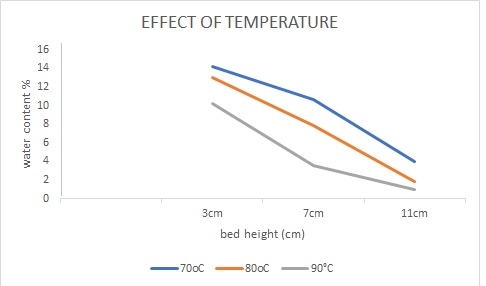 EFFECT OF TEMPERATURE
16
14
12
10
8
6
4
2
0
water content %
3cm 7cm 11cm
bed height (cm)
70oC 80oC 90°C